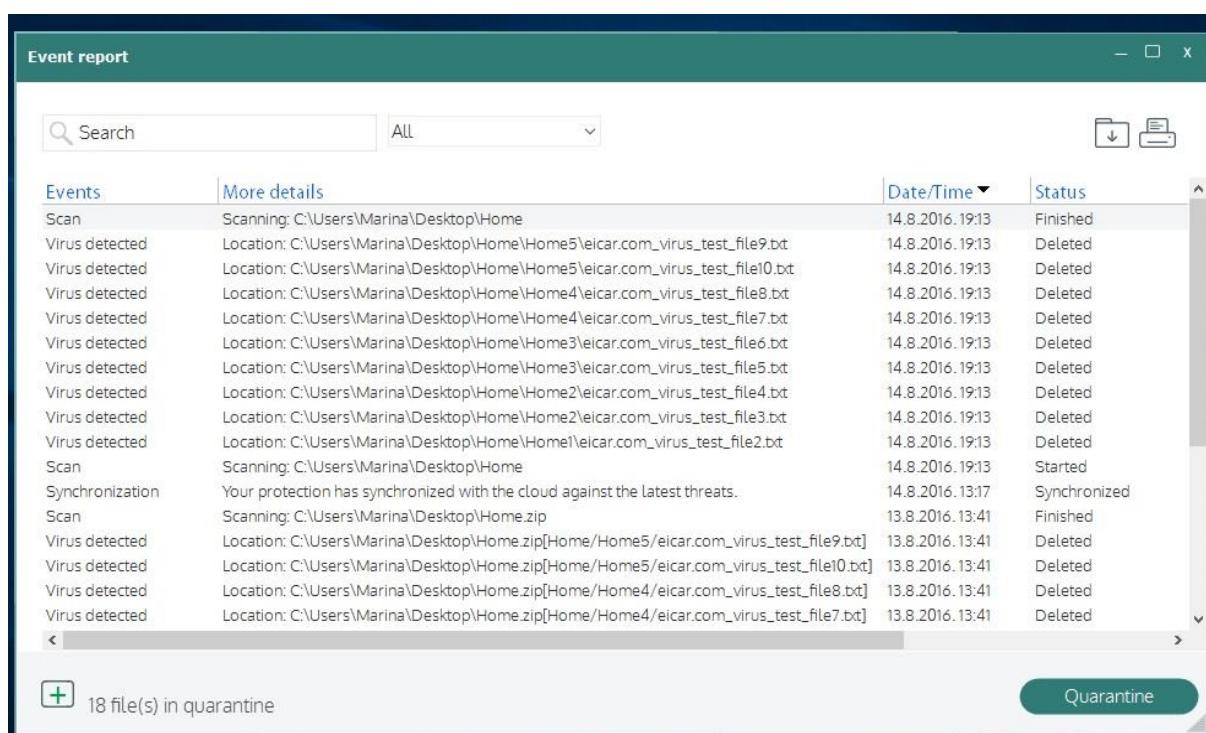 Event report
Search
All
Events More details Date/Time Status
Scan Scanning: C:\Users\Marina\Desktop\Home 14.8.2016. 19:13 Finished
Virus detected Location: C:\Users\Marina\Desktop\Home\Home5\eicar.com_virus_test_file9.txt 14.8.2016. 19:13 Deleted
Virus detected Location: C:\Users\Marina\Desktop\Home\Home5\eicar.com_virus_test_file10.txt 14.8.2016. 19:13 Deleted
Virus detected Location: C:\Users\Marina\Desktop\Home\Home4\eicar.com_virus_test_file8.txt 14.8.2016. 19:13 Deleted
Virus detected Location: C:\Users\Marina\Desktop\Home\Home4\eicar.com_virus_test_file7.txt 14.8.2016. 19:13 Deleted
Virus detected Location: C:\Users\Marina\Desktop\Home\Home3\eicar.com_virus_test_file6.txt 14.8.2016. 19:13 Deleted
Virus detected Location: C:\Users\Marina\Desktop\Home\Home3\eicar.com_virus_test_file5.txt 14.8.2016. 19:13 Deleted
Virus detected Location: C:\Users\Marina\Desktop\Home\Home2\eicar.com_virus_test_file4.txt 14.8.2016. 19:13 Deleted
Virus detected Location: C:\Users\Marina\Desktop\Home\Home2\eicar.com_virus_test_file3.txt 14.8.2016. 19:13 Deleted
Virus detected Location: C:\Users\Marina\Desktop\Home\Home1\eicar.com_virus_test_file2.txt 14.8.2016. 19:13 Deleted
Scan Scanning: C:\Users\Marina\Desktop\Home 14.8.2016. 19:13 Started
Synchronization Your protection has synchronized with the cloud against the latest threats. 14.8.2016. 13:17 Synchronized
Scan Scanning: C:\Users\Marina\Desktop\Home.zip 13.8.2016. 13:41 Finished
Virus detected Location: C:\Users\Marina\Desktop\Home.zip[Home/Home5/eicar.com_virus_test_file9.txt] 13.8.2016. 13:41 Deleted
Virus detected Location: C:\Users\Marina\Desktop\Home.zip[Home/Home5/eicar.com_virus_test_file10.txt] 13.8.2016. 13:41 Deleted
Virus detected Location: C:\Users\Marina\Desktop\Home.zip[Home/Home4/eicar.com_virus_test_file8.txt] 13.8.2016. 13:41 Deleted
Virus detected Location: C:\Users\Marina\Desktop\Home.zip[Home/Home4/eicar.com_virus_test_file7.txt] 13.8.2016. 13:41 Deleted
18 file(s) in quarantine
Quarantine